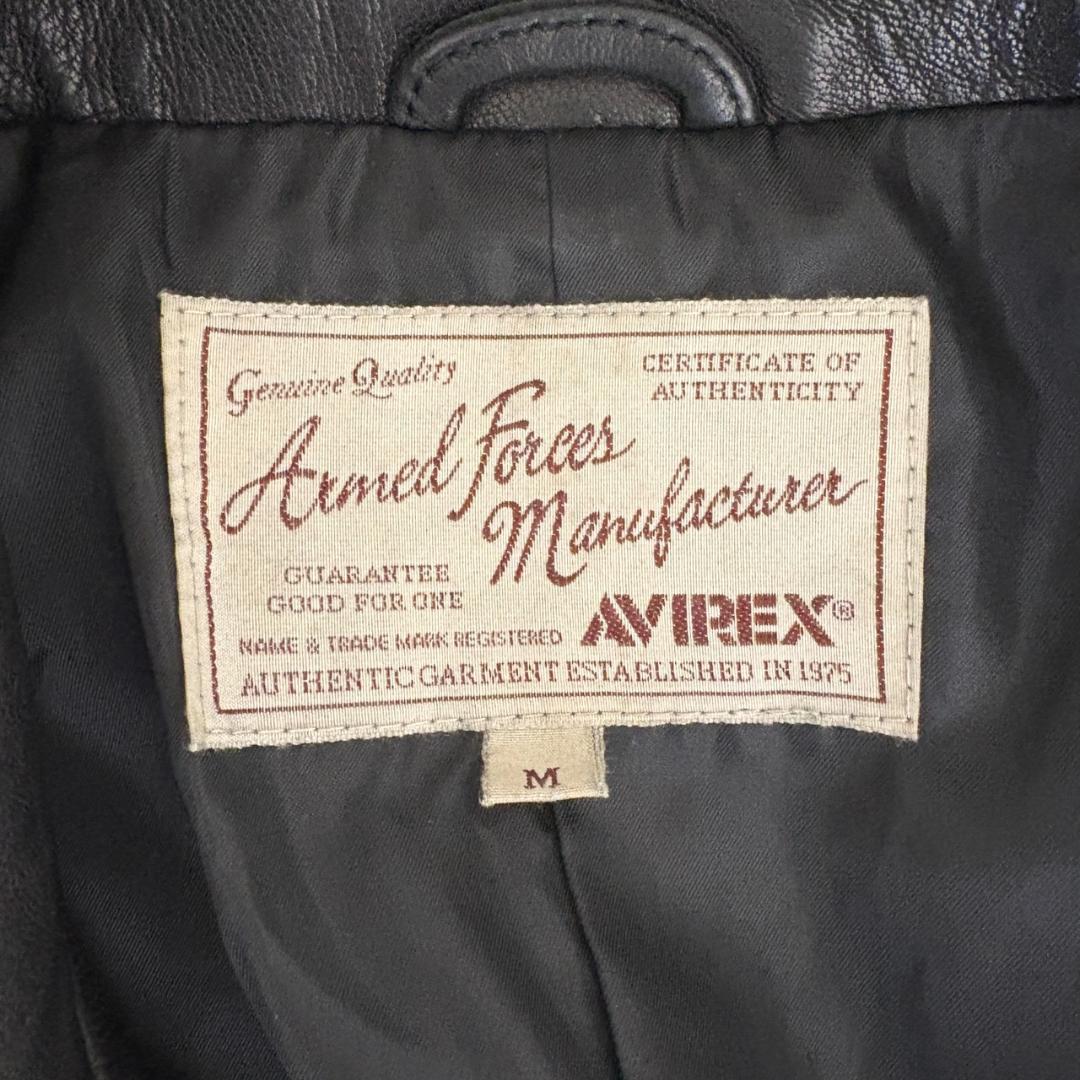 Genuine Quality
CERTIFICATE OF
AUTHENTICITY
Armed Forces
Manufacturer
GUARANTEE
GOOD FOR ONE
AVIREX®
NAME & TRADE MARK REGISTERED
AUTHENTIC GARMENT ESTABLISHED IN 1975
M